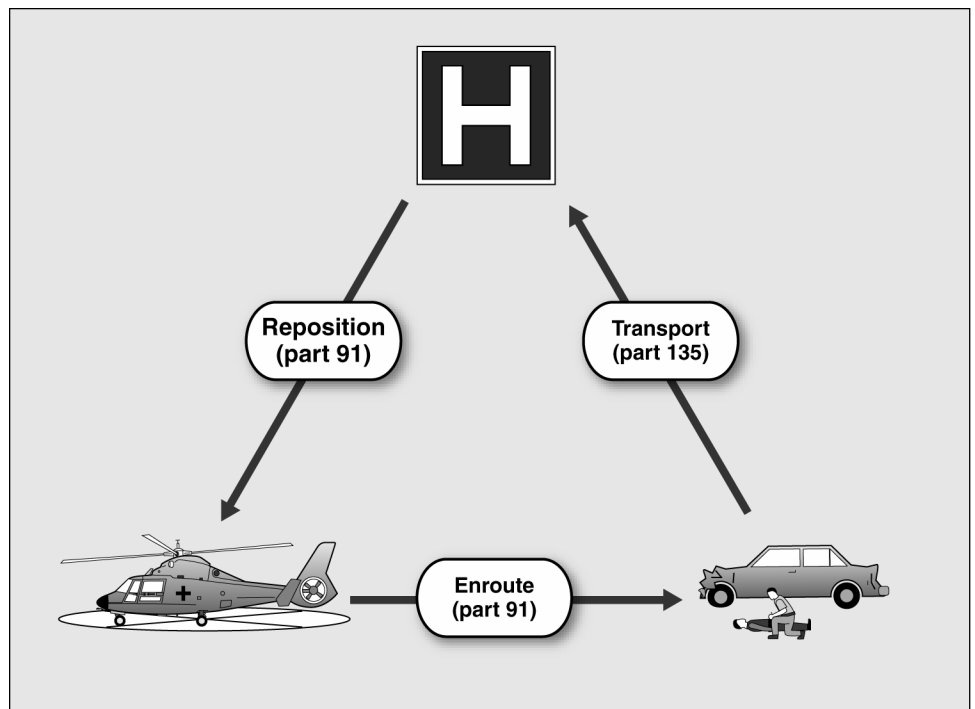 H
Reposition
(part 91)
Transport
(part 135)
Enroute
(part 91)